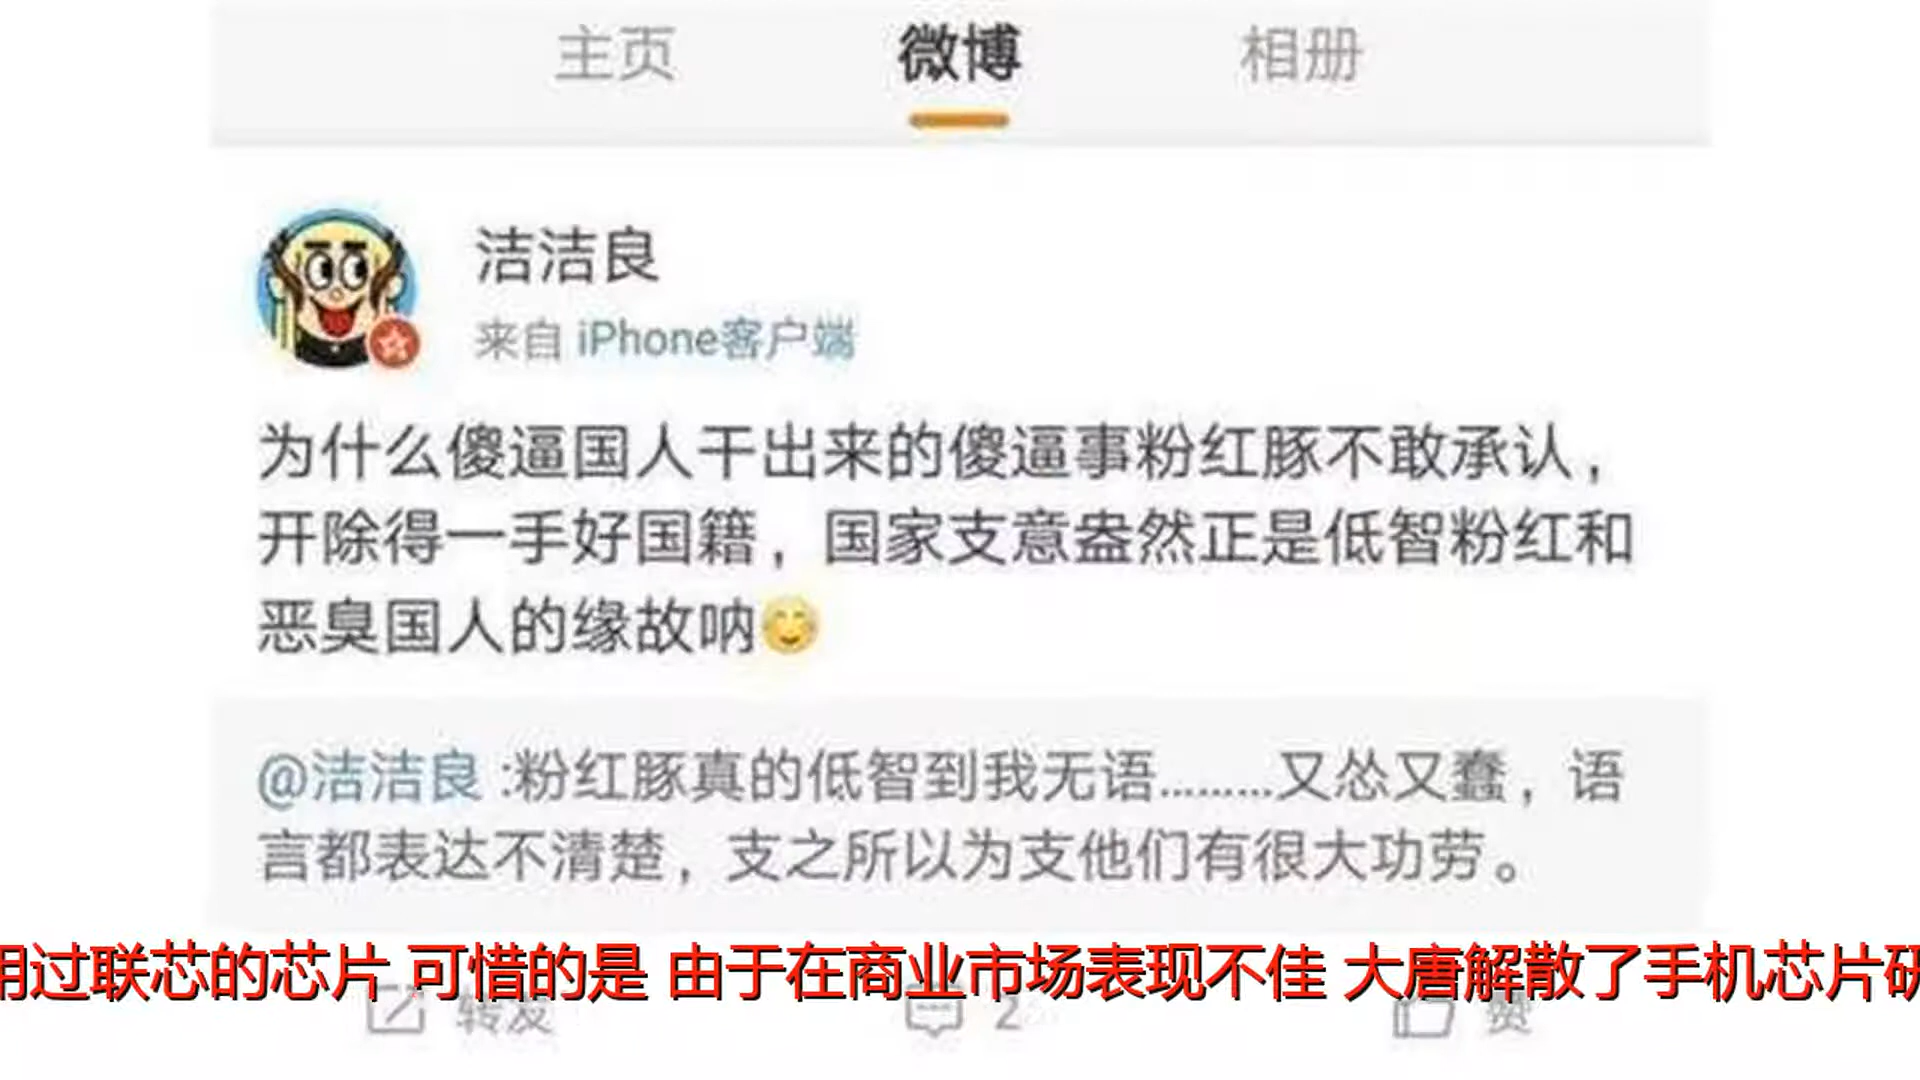 主页 微博 相册
洁洁良
来自 iPhone客户端
为什么傻逼国人干出来的傻逼事粉红豚不敢承认，
开除得一手好国籍，国家支意盎然正是低智粉红和
恶臭国人的缘故呐
@洁洁良 :粉红豚真的低智到我无语………又怂又蠢，语
言都表达不清楚，支之所以为支他们有很大功劳。
用过联芯的芯片 可惜的是 由于在商业市场表现不佳 大唐解散了手机芯片研
转发 2 赞